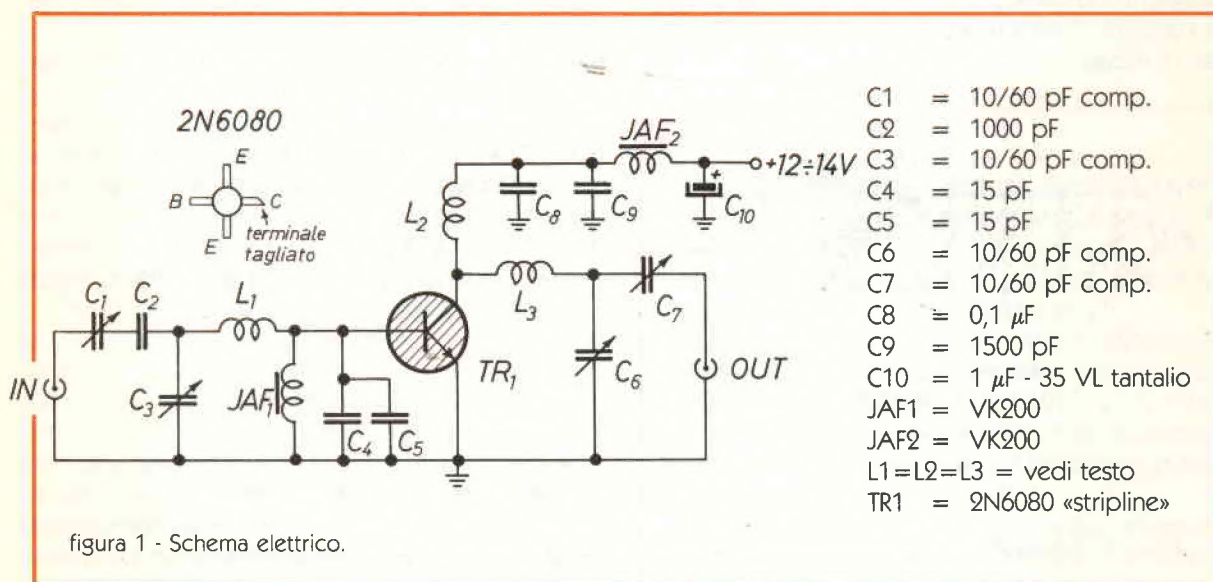 2N6080
E
B
C
E
terminale
tagliato
JAF2
+12÷14V
C8
C9
C10
+
L2
L3
C7
C1
C2
L1
IN
C3
JAF1
C4
C5
TR1
C6
OUT
C1 = 10/60 pF comp.
C2 = 1000 pF
C3 = 10/60 pF comp.
C4 = 15 pF
C5 = 15 pF
C6 = 10/60 pF comp.
C7 = 10/60 pF comp.
C8 = 0,1 µF
C9 = 1500 pF
C10 = 1 µF - 35 VL tantalio
JAF1 = VK200
JAF2 = VK200
L1=L2=L3 = vedi testo
TR1 = 2N6080 «stripline»
figura 1 - Schema elettrico.